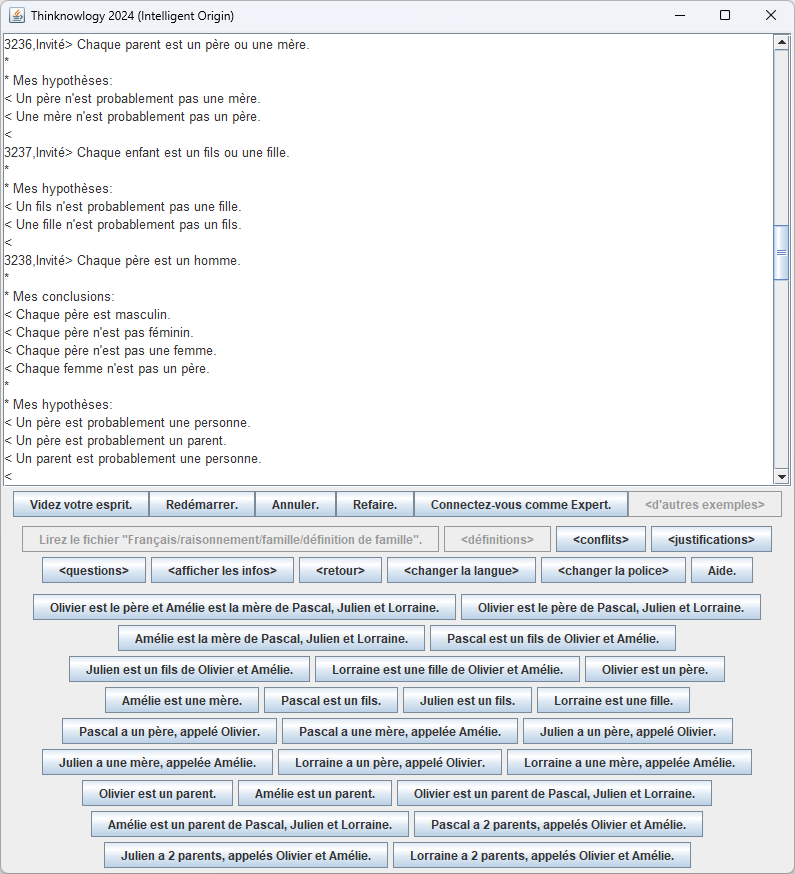 Thinknowlogy 2024 (Intelligent Origin)
3236,Invité> Chaque parent est un père ou une mère.
*
* Mes hypothèses:
< Un père n'est probablement pas une mère.
< Une mère n'est probablement pas un père.
<
3237,Invité> Chaque enfant est un fils ou une fille.
*
* Mes hypothèses:
< Un fils n'est probablement pas une fille.
< Une fille n'est probablement pas un fils.
<
3238,Invité> Chaque père est un homme.
*
* Mes conclusions:
< Chaque père est masculin.
< Chaque père n'est pas féminin.
< Chaque père n'est pas une femme.
< Chaque femme n'est pas un père.
*
* Mes hypothèses:
< Un père est probablement une personne.
< Un père est probablement un parent.
< Un parent est probablement une personne.
<
Videz votre esprit. Redémarrer. Annuler. Refaire. Connectez-vous comme Expert. <d'autres exemples>
Lirez le fichier "Français/raisonnement/famille/définition de famille". <définitions> <conflits> <justifications>
<questions> <afficher les infos> <retour> <changer la langue> <changer la police> Aide.
Olivier est le père et Amélie est la mère de Pascal, Julien et Lorraine. Olivier est le père de Pascal, Julien et Lorraine.
Amélie est la mère de Pascal, Julien et Lorraine. Pascal est un fils de Olivier et Amélie.
Julien est un fils de Olivier et Amélie. Lorraine est une fille de Olivier et Amélie. Olivier est un père.
Amélie est une mère. Pascal est un fils. Julien est un fils. Lorraine est une fille.
Pascal a un père, appelé Olivier. Pascal a une mère, appelée Amélie. Julien a un père, appelé Olivier.
Julien a une mère, appelée Amélie. Lorraine a un père, appelé Olivier. Lorraine a une mère, appelée Amélie.
Olivier est un parent. Amélie est un parent. Olivier est un parent de Pascal, Julien et Lorraine.
Amélie est un parent de Pascal, Julien et Lorraine. Pascal a 2 parents, appelés Olivier et Amélie.
Julien a 2 parents, appelés Olivier et Amélie. Lorraine a 2 parents, appelés Olivier et Amélie.